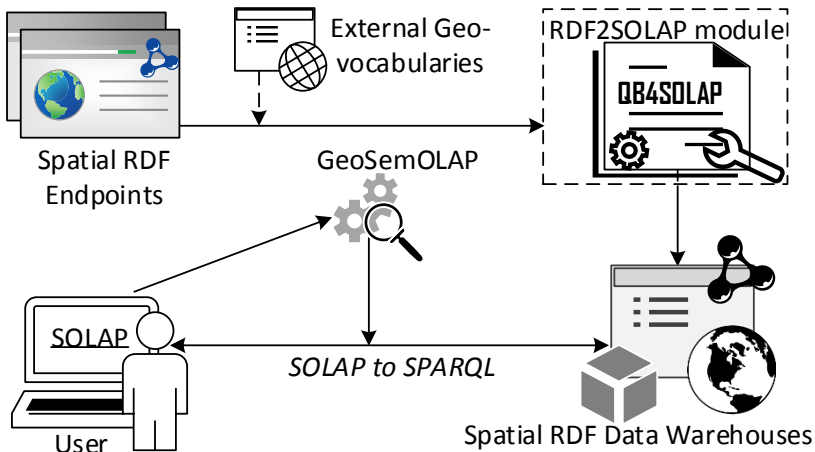 External Geo-
vocabularies
RDF2SOLAP module
QB4SOLAP
Spatial RDF
Endpoints
GeoSemOLAP
SOLAP
SOLAP to SPARQL
User
Spatial RDF Data Warehouses